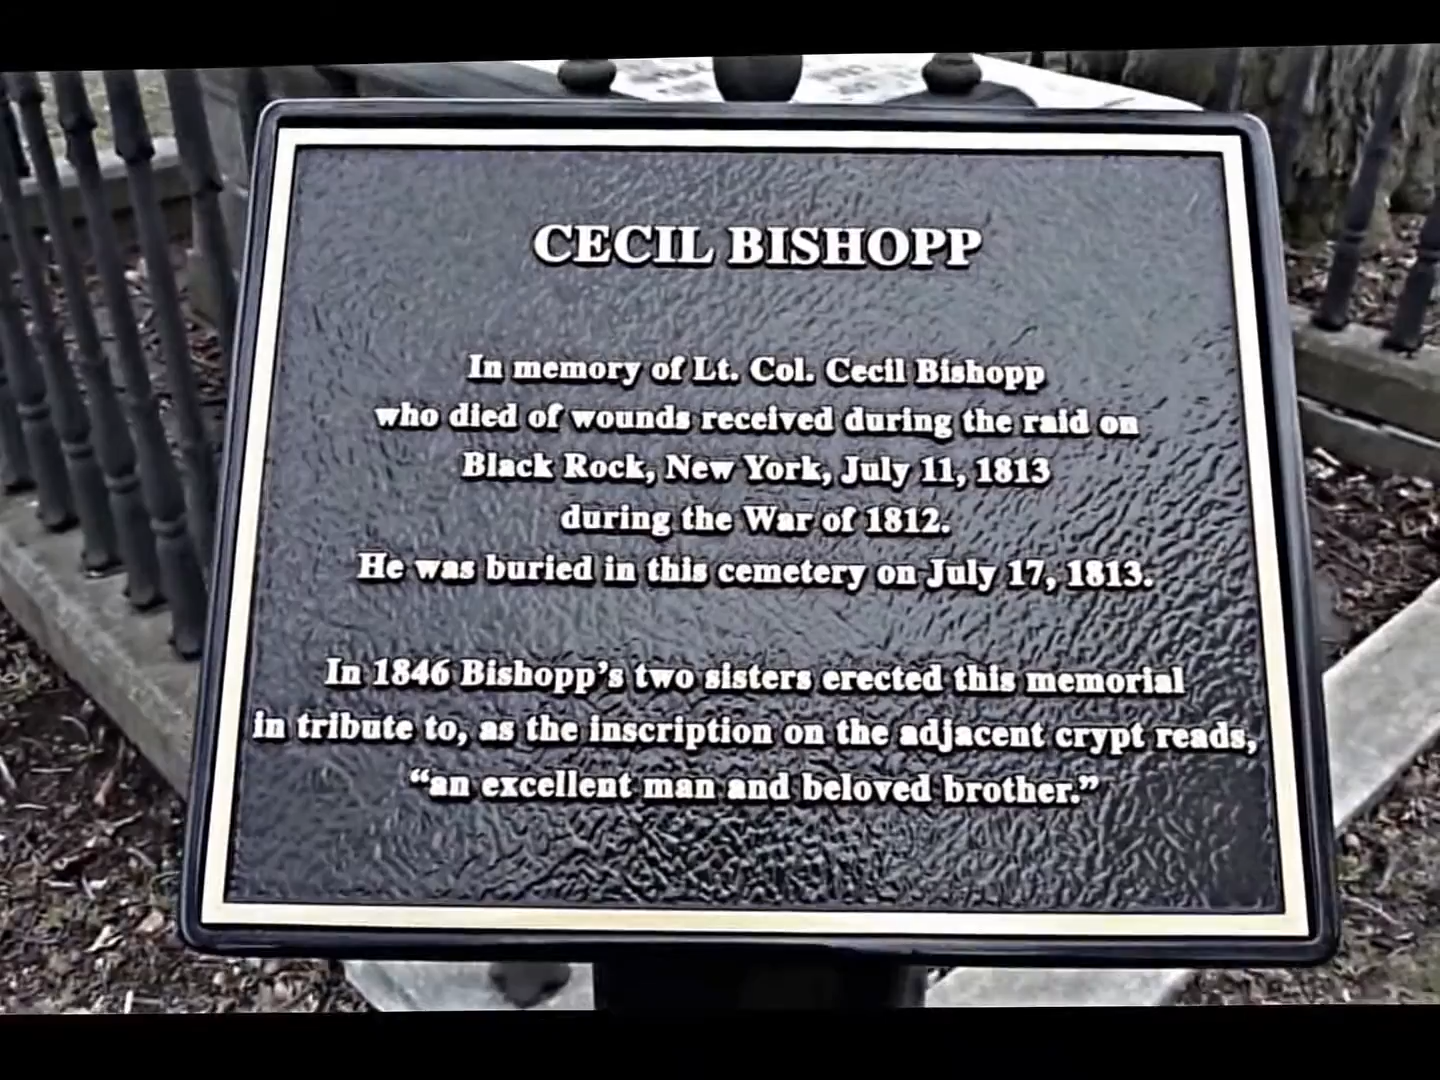 CECIL BISHOPP
In memory of Lt. Col. Cecil Bishopp
who died of wounds received during the raid on
Black Rock, New York, July 11, 1813
during the War of 1812.
He was buried in this cemetery on July 17, 1813.
In 1846 Bishopp's two sisters erected this memorial
in tribute to, as the inscription on the adjacent crypt reads,
“an excellent man and beloved brother.”